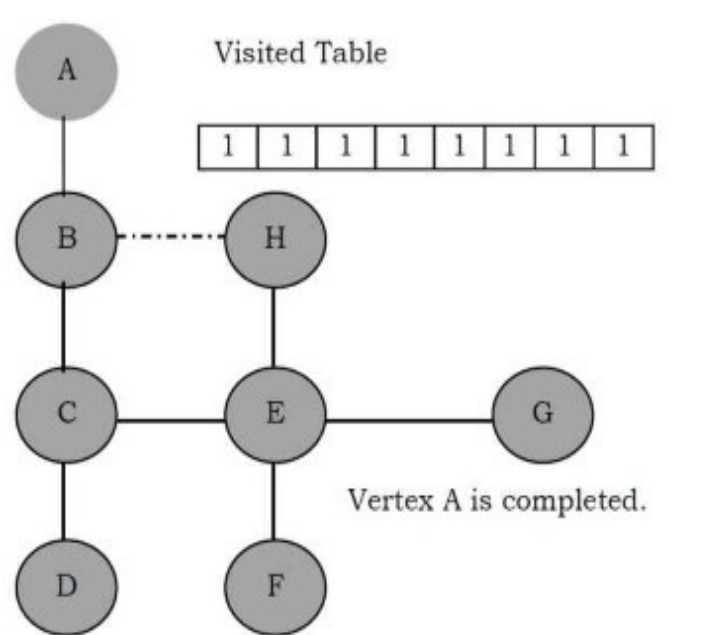 A
Visited Table
1 1 1 1 1 1 1 1
B H
C E G
Vertex A is completed.
D F